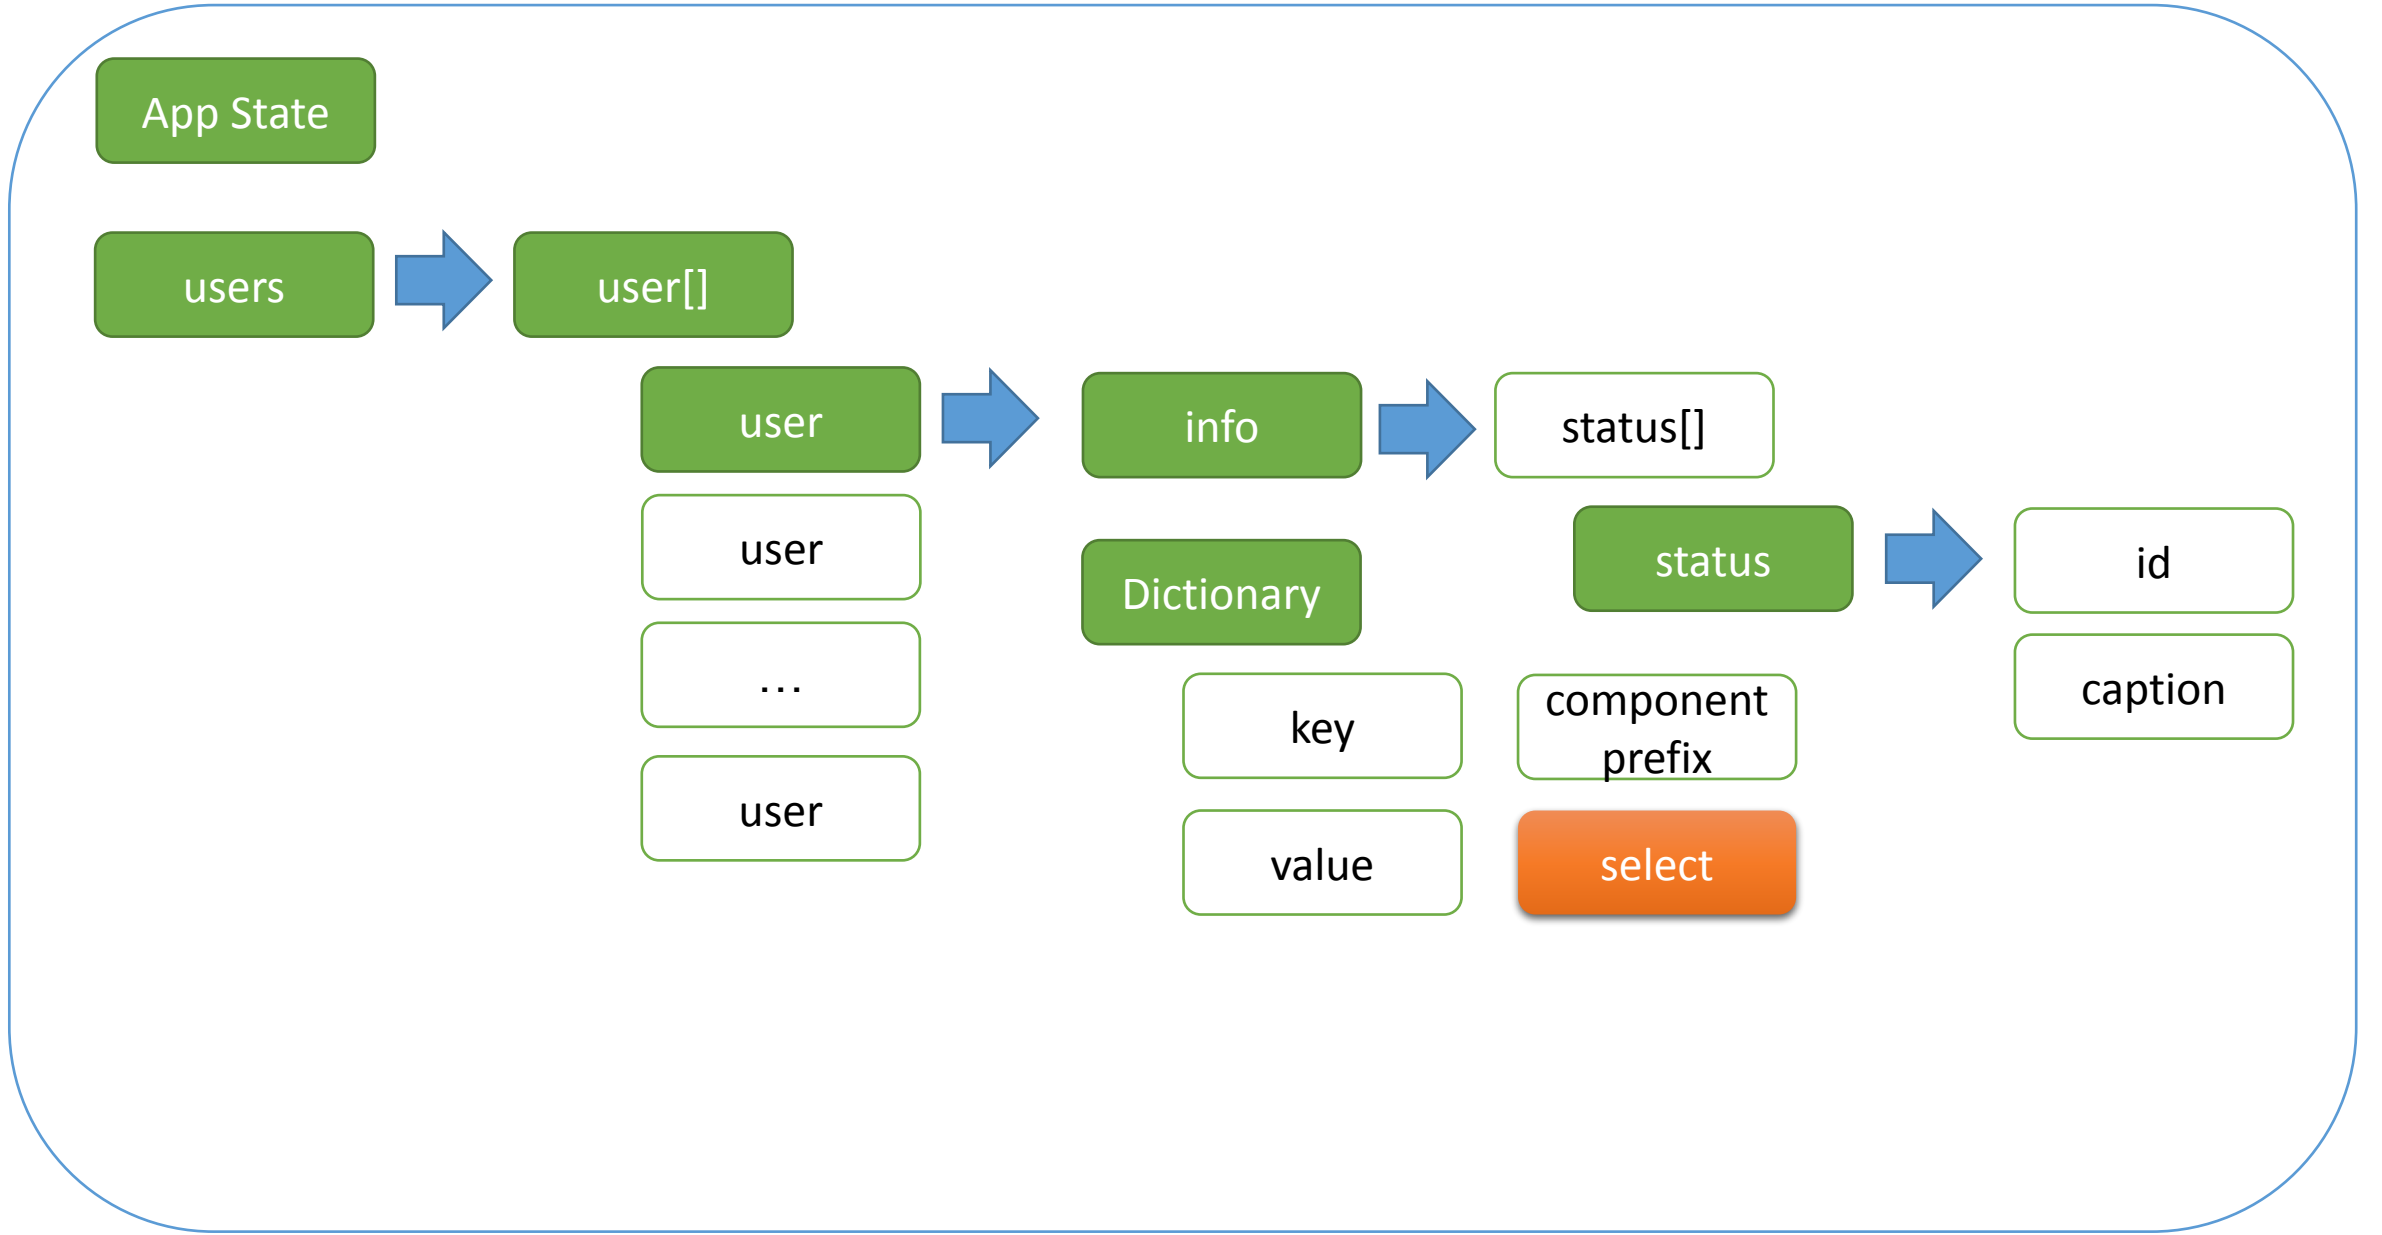 App State
users
user[]
user
info
status[]
user
status
id
Dictionary
…
caption
key
component
prefix
user
value
select